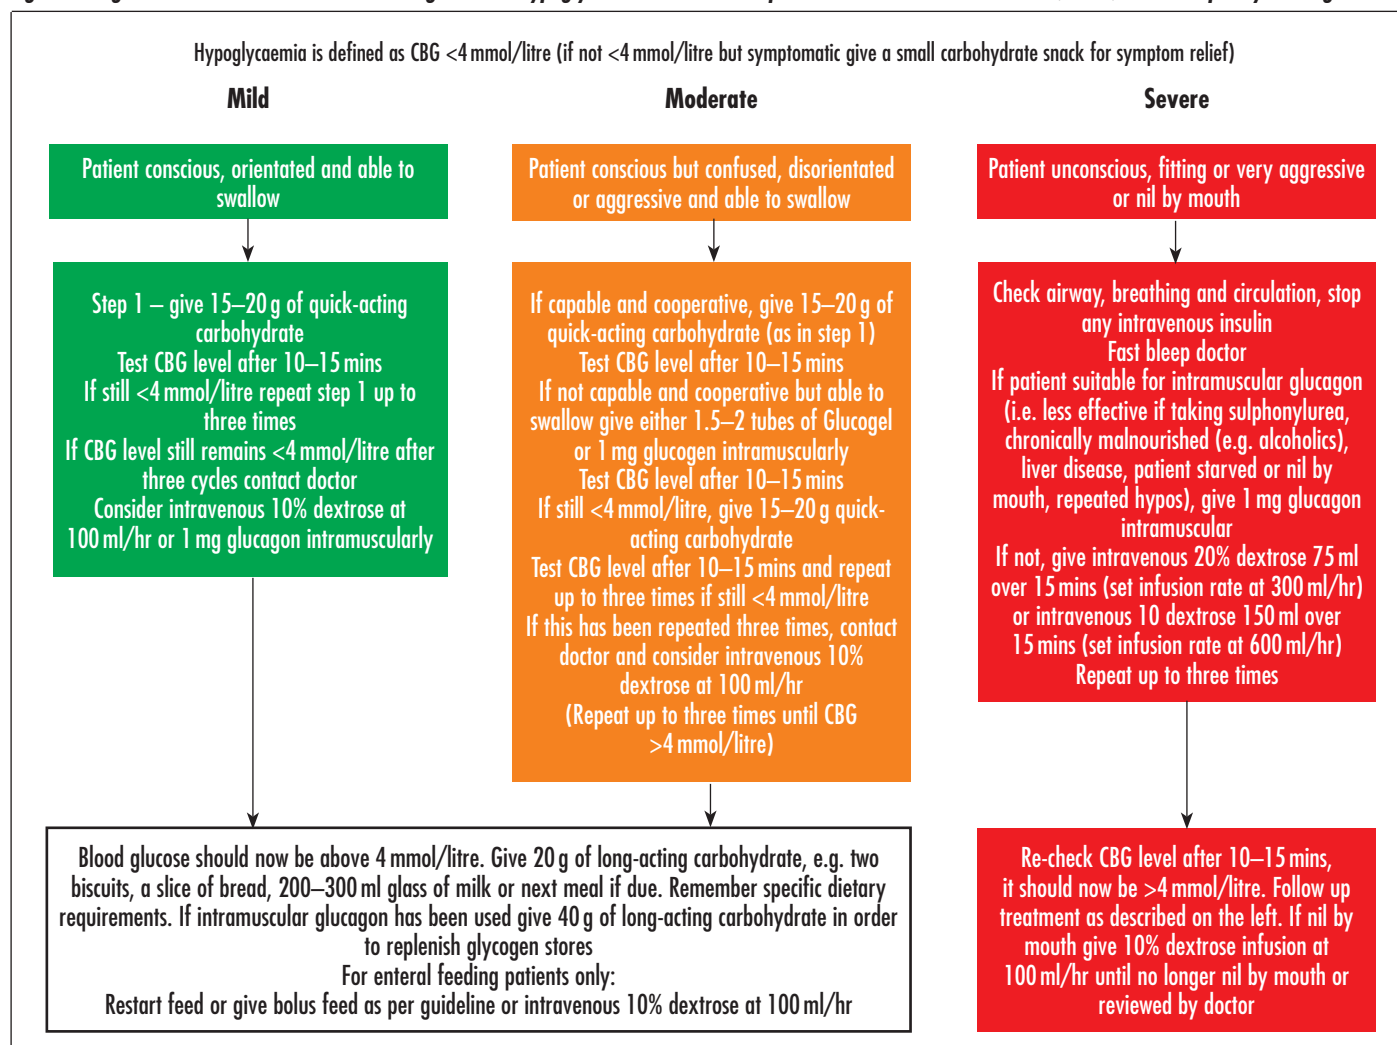 Hypoglycaemia is defined as CBG <4 mmol/litre (if not <4 mmol/litre but symptomatic give a small carbohydrate snack for symptom relief)
Mild
Patient conscious, orientated and able to
swallow
Step 1 – give 15–20 g of quick-acting
carbohydrate
Test CBG level after 10–15 mins
If still <4 mmol/litre repeat step 1 up to
three times
If CBG level still remains <4 mmol/litre after
three cycles contact doctor
Consider intravenous 10% dextrose at
100 ml/hr or 1 mg glucagon intramuscularly
Moderate
Patient conscious but confused, disorientated
or aggressive and able to swallow
If capable and cooperative, give 15–20 g of
quick-acting carbohydrate (as in step 1)
Test CBG level after 10–15 mins
If not capable and cooperative but able to
swallow give either 1.5–2 tubes of Glucogel
or 1 mg glucogen intramuscularly
Test CBG level after 10–15 mins
If still <4 mmol/litre, give 15–20 g quick-
acting carbohydrate
Test CBG level after 10–15 mins and repeat
up to three times if still <4 mmol/litre
If this has been repeated three times, contact
doctor and consider intravenous 10%
dextrose at 100 ml/hr
(Repeat up to three times until CBG
>4 mmol/litre)
Blood glucose should now be above 4 mmol/litre. Give 20 g of long-acting carbohydrate, e.g. two
biscuits, a slice of bread, 200–300 ml glass of milk or next meal if due. Remember specific dietary
requirements. If intramuscular glucagon has been used give 40 g of long-acting carbohydrate in order
to replenish glycogen stores
For enteral feeding patients only:
Restart feed or give bolus feed as per guideline or intravenous 10% dextrose at 100 ml/hr
Severe
Patient unconscious, fitting or very aggressive
or nil by mouth
Check airway, breathing and circulation, stop
any intravenous insulin
Fast bleep doctor
If patient suitable for intramuscular glucagon
(i.e. less effective if taking sulphonylurea,
chronically malnourished (e.g. alcoholics),
liver disease, patient starved or nil by
mouth, repeated hypos), give 1 mg glucagon
intramuscular
If not, give intravenous 20% dextrose 75 ml
over 15 mins (set infusion rate at 300 ml/hr)
or intravenous 10 dextrose 150 ml over
15 mins (set infusion rate at 600 ml/hr)
Repeat up to three times
Re-check CBG level after 10–15 mins,
it should now be >4 mmol/litre. Follow up
treatment as described on the left. If nil by
mouth give 10% dextrose infusion at
100 ml/hr until no longer nil by mouth or
reviewed by doctor